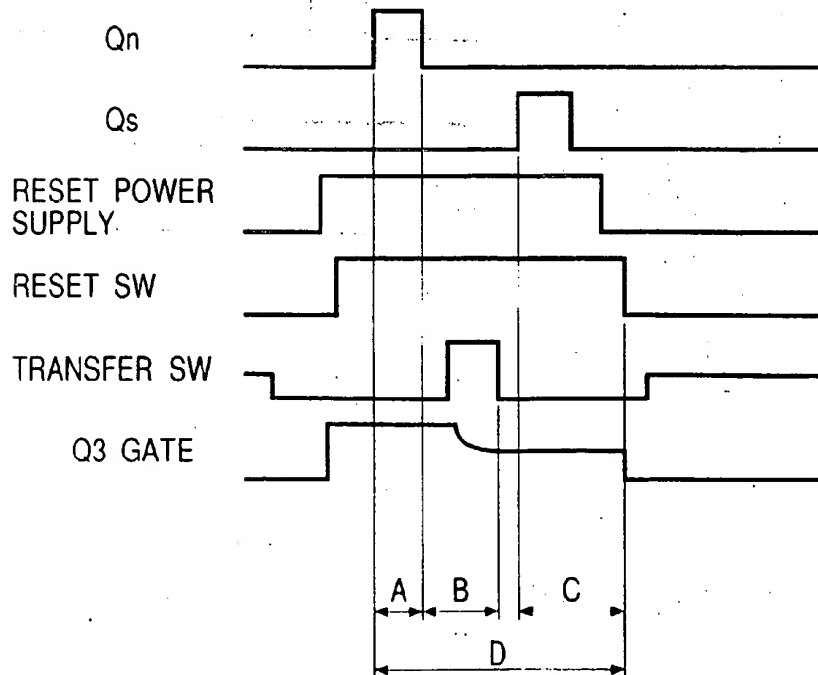 Qn
Qs
RESET POWER
SUPPLY
RESET SW
TRANSFER SW
Q3 GATE
A B C
D